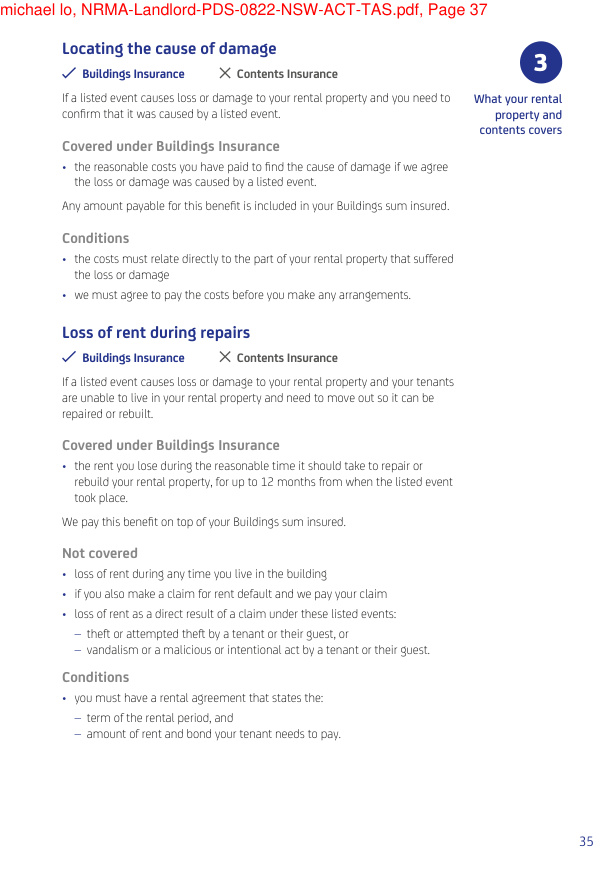 michael lo, NRMA-Landlord-PDS-0822-NSW-ACT-TAS.pdf, Page 37
Locating the cause of damage
Buildings Insurance Contents Insurance
If a listed event causes loss or damage to your rental property and you need to
confirm that it was caused by a listed event.
Covered under Buildings Insurance
• the reasonable costs you have paid to find the cause of damage if we agree
the loss or damage was caused by a listed event.
Any amount payable for this benefit is included in your Buildings sum insured.
Conditions
• the costs must relate directly to the part of your rental property that suffered
the loss or damage
• we must agree to pay the costs before you make any arrangements.
Loss of rent during repairs
Buildings Insurance Contents Insurance
If a listed event causes loss or damage to your rental property and your tenants
are unable to live in your rental property and need to move out so it can be
repaired or rebuilt.
Covered under Buildings Insurance
• the rent you lose during the reasonable time it should take to repair or
rebuild your rental property, for up to 12 months from when the listed event
took place.
We pay this benefit on top of your Buildings sum insured.
Not covered
• loss of rent during any time you live in the building
• if you also make a claim for rent default and we pay your claim
• loss of rent as a direct result of a claim under these listed events:
– theft or attempted theft by a tenant or their guest, or
– vandalism or a malicious or intentional act by a tenant or their guest.
Conditions
• you must have a rental agreement that states the:
– term of the rental period, and
– amount of rent and bond your tenant needs to pay.
3
What your rental
property and
contents covers
35